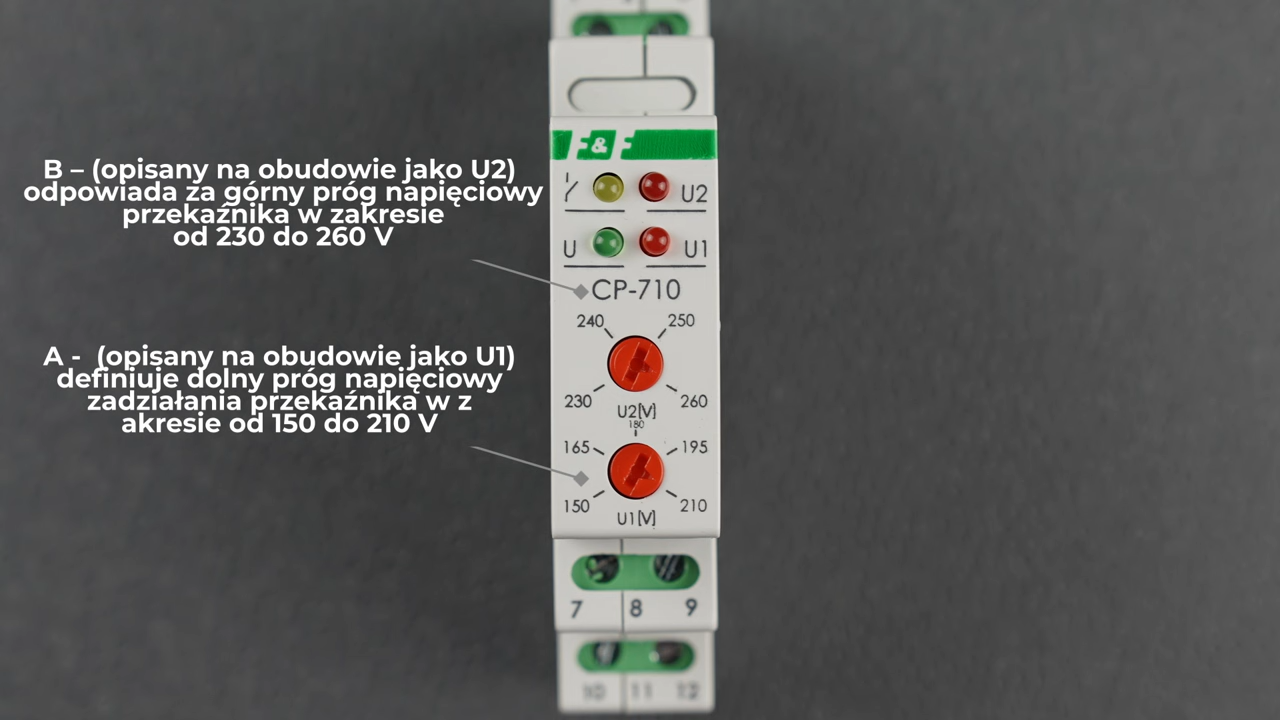 B – (opisany na obudowie jako U2)
odpowiada za górny próg napięciowy
przekaźnika w zakresie
od 230 do 260 V
A -  (opisany na obudowie jako U1)
definiuje dolny próg napięciowy
zadziałania przekaźnika w z
akresie od 150 do 210 V
F&F
U2
U U1
CP-710
240 250
230 260
U2[V]
180
165 195
150 210
U1[V]
7 8 9
10 11 12